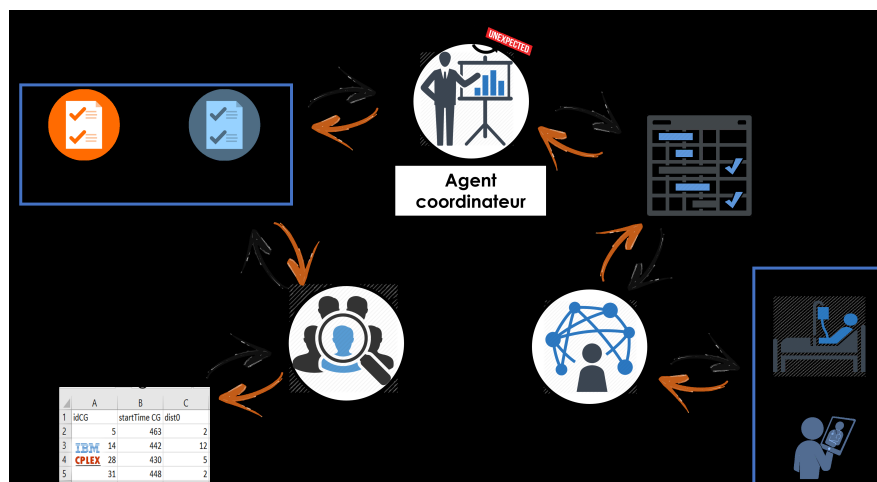 UNEXPECTED
Agent
coordinateur
A B C
1 idCG startTime CG dist0
2 5 463 2
3 14 442 12
4 28 430 5
5 31 448 2
IBM
CPLEX